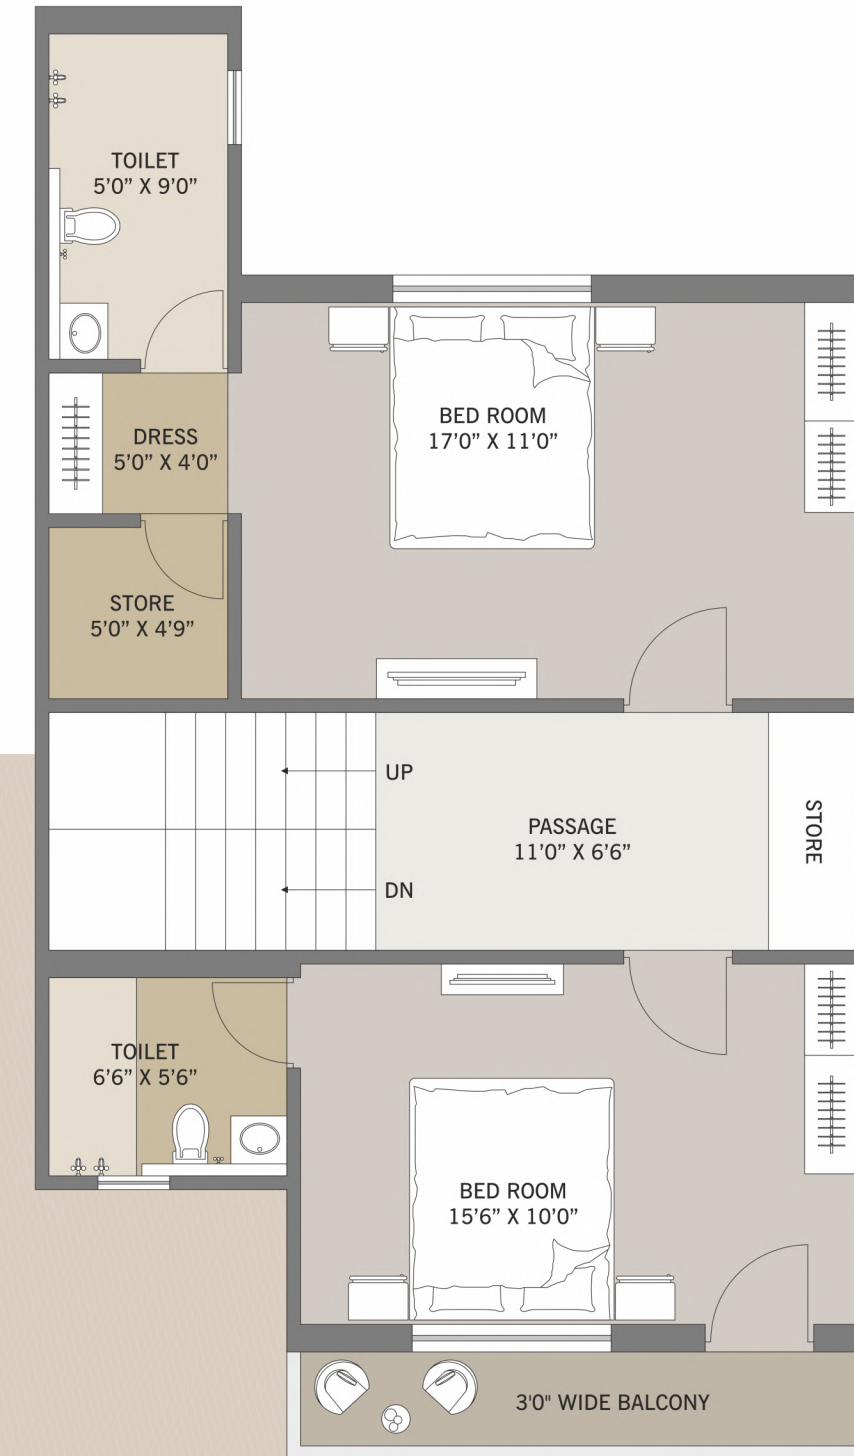 TOILET
5’0” X 9’0”
BED ROOM
17’0” X 11’0”
DRESS
5’0” X 4’0”
STORE
5’0” X 4’9”
UP
PASSAGE
11’0” X 6’6”
STORE
DN
TOILET
6’6” X 5’6”
BED ROOM
15’6” X 10’0”
3'0" WIDE BALCONY